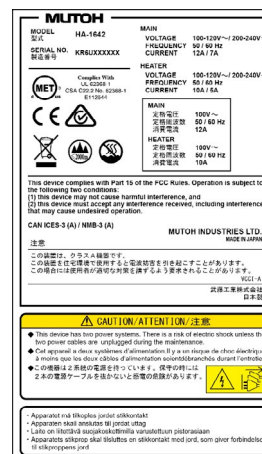 MUTOH
MODEL 型式 HA-1642
SERIAL NO. 製造番号 KR6UXXXXXX
MAIN
VOLTAGE 100-120V～/ 200-240V
FREQUENCY 50 / 60 Hz
CURRENT 12A / 7A
HEATER
VOLTAGE 100-120V～/ 200-240V
FREQUENCY 50 / 60 Hz
CURRENT 10A / 5A
MET
Complies With
UL 62368-1
CSA C22.2 No. 62368-1
E112544
MAIN
定格電圧 100V～
定格周波数 50 / 60 Hz
消費電流 12A
HEATER
定格電圧 100V～
定格周波数 50 / 60 Hz
消費電流 10A
CE
2000m
This device complies with Part 15 of the FCC Rules. Operation is subject to
the following two conditions:
(1) this device may not cause harmful interference, and
(2) this device must accept any interference received, including interference
that may cause undesired operation.
CAN ICES-3 (A) / NMB-3 (A)
MUTOH INDUSTRIES LTD.
MADE IN JAPAN
注意
この装置は、クラスA機器です。
この装置を住宅環境で使用すると電波妨害を引き起こすことがあります。
この場合には使用者が適切な対策を講ずるよう要求されることがあります。
VCCI-A
武藤工業株式会社
日本製
CAUTION/ATTENTION/注意
◆ This device has two power systems. There is a risk of electric shock unless the
two power cables are unplugged during the maintenance.
◆ Cet appareil a deux systèmes d'alimentation.Il y a un risque de choc électrique
à moins que les deux câbles d'alimentation soientdébranchés durant l'entretien
◆ この機器は2系統の電源を持っています。保守の時には
2本の電源ケーブルを抜かないと感電の危険があります。
- Apparatet må tilkoples jordet stikkontakt
- Apparaten skall anslutas till jordat uttag
- Laite on liitettävä suojakoskettimilla varustettuun pistorasiaan
- Apparatets stikprop skal tilsluttes en stikkontakt med jord, som giver forbindelse
til stikproppens jord